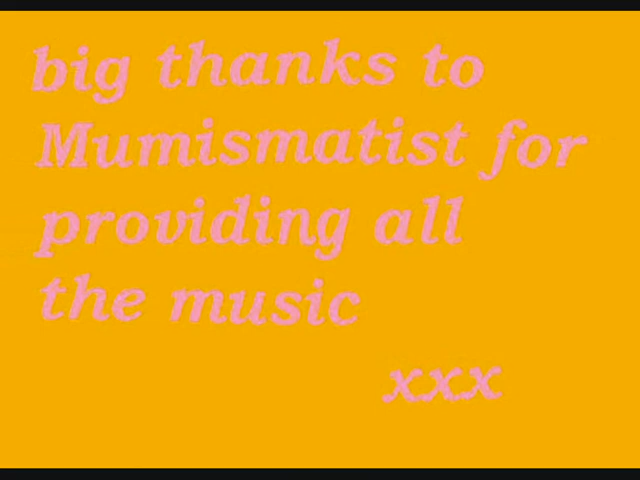 big thanks to
Mumismatist for
providing all
the music
xxx